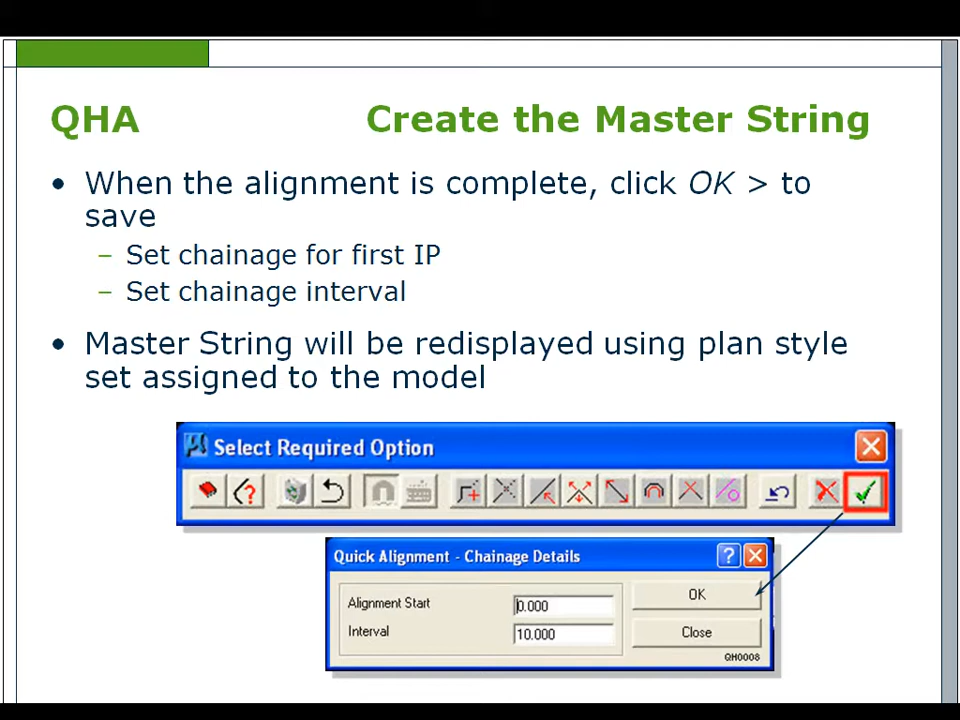 QHA Create the Master String
• When the alignment is complete, click OK > to
save
– Set chainage for first IP
– Set chainage interval
• Master String will be redisplayed using plan style
set assigned to the model
Select Required Option
Quick Alignment - Chainage Details
Alignment Start 0.000 OK
Interval 10.000 Close
QH0008